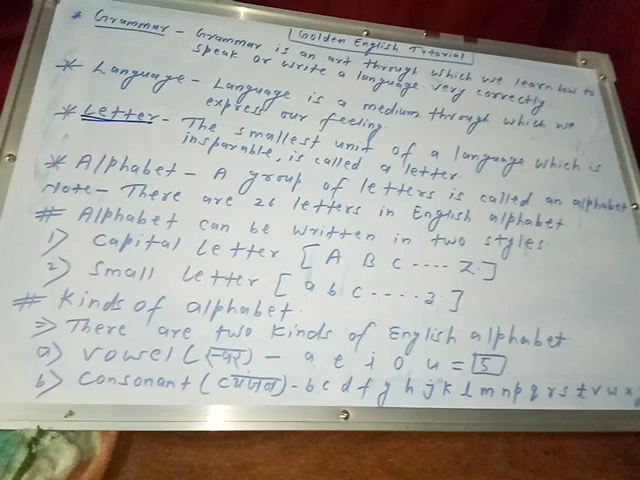 Golden English Tutorial
* Grammar - Grammar is an art through which we learn how to
speak or write a language very correctly.
* Language - Language is a medium through which we
express our feeling.
* Letter - The smallest unit of a language which is
insparable, is called a letter.
* Alphabet - A group of letters is called an alphabet
Note - There are 26 letters in English alphabet
# Alphabet can be written in two styles.
1) Capital letter [ A B C .... Z.]
2) Small letter [ a b c .... z.]
# Kinds of alphabet.
⇒ There are two kinds of English alphabet
a) Vowel (स्वर) - a e i o u = 5
b) Consonant (व्यंजन) - b c d f g h j k l m n p q r s t v w x y